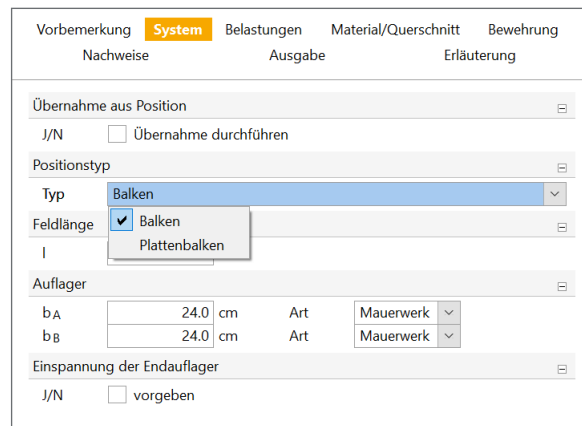 Vorbemerkung System Belastungen Material/Querschnitt Bewehrung
Nachweise Ausgabe Erläuterung
Übernahme aus Position
J/N Übernahme durchführen
Positionstyp
Typ Balken
Balken
Feldlänge
Plattenbalken
l
Auflager
bA 24.0 cm Art Mauerwerk
bB 24.0 cm Art Mauerwerk
Einspannung der Endauflager
J/N vorgeben